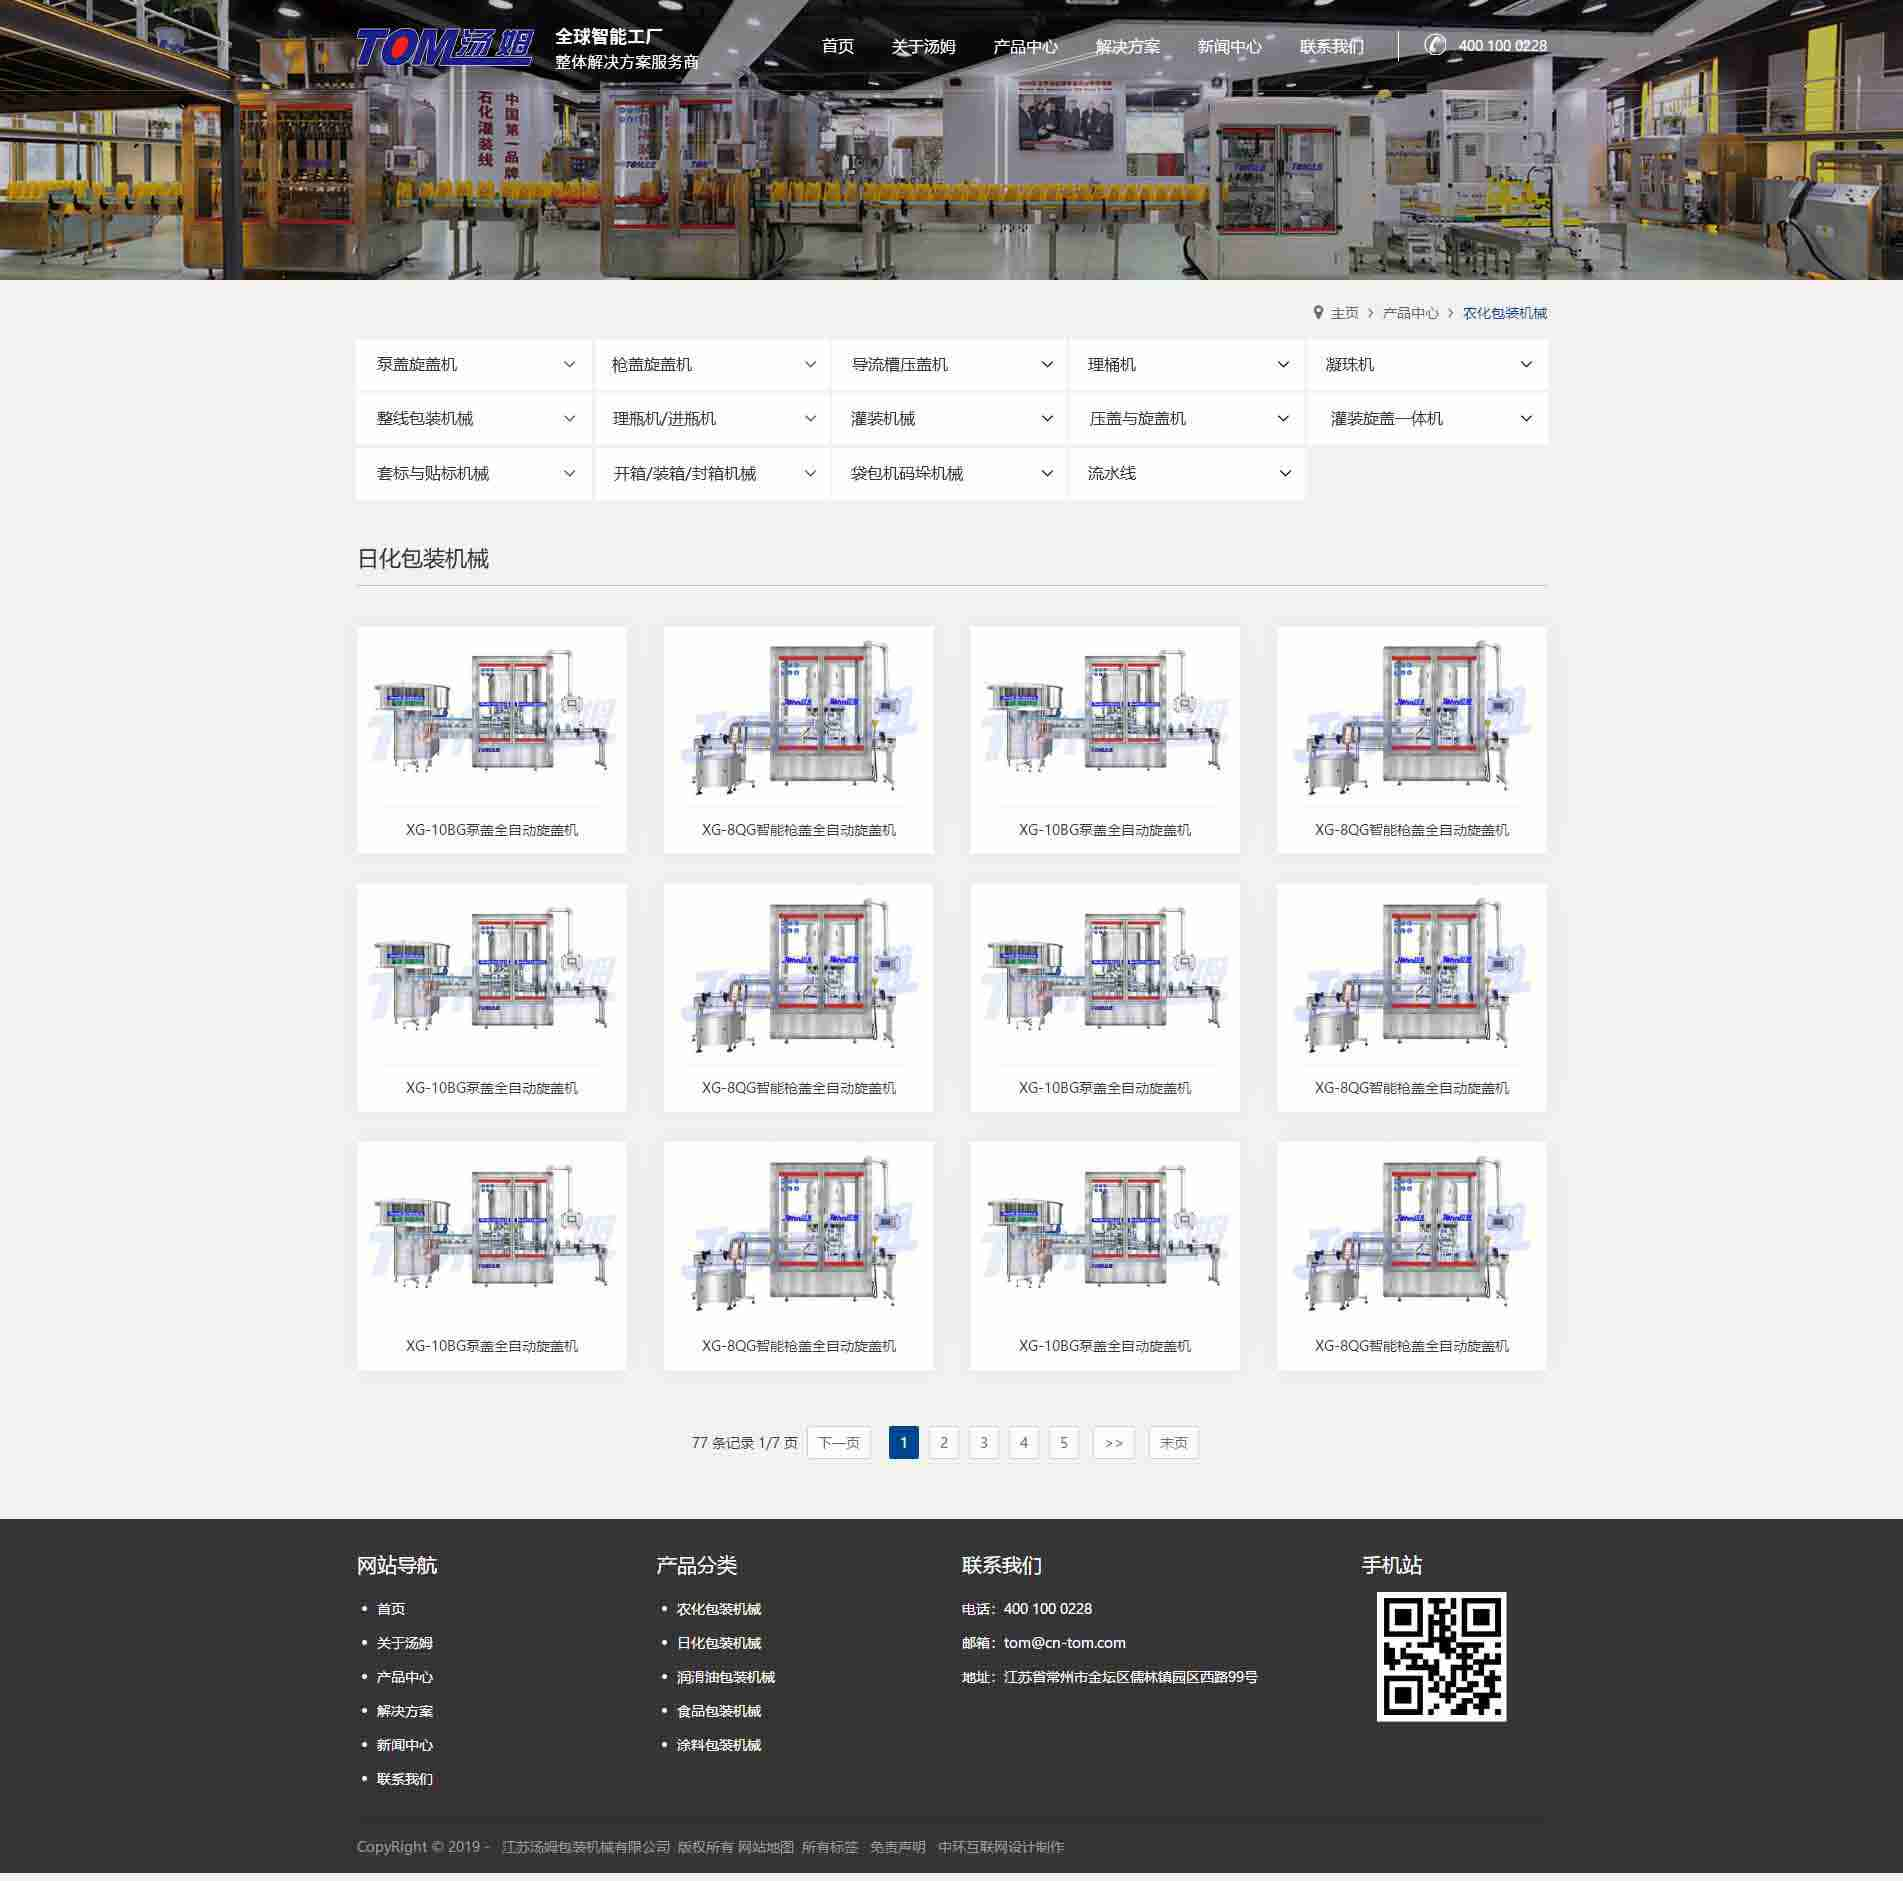 TOM汤姆
全球智能工厂
整体解决方案服务商
首页 关于汤姆 产品中心 解决方案 新闻中心 联系我们 400 100 0228
中国第一品牌
石化灌装线
主页 > 产品中心 > 农化包装机械
泵盖旋盖机 枪盖旋盖机 导流槽压盖机 理桶机 凝珠机
整线包装机械 理瓶机/进瓶机 灌装机械 压盖与旋盖机 灌装旋盖一体机
套标与贴标机械 开箱/装箱/封箱机械 袋包机码垛机械 流水线
日化包装机械
XG-10BG泵盖全自动旋盖机 XG-8QG智能枪盖全自动旋盖机 XG-10BG泵盖全自动旋盖机 XG-8QG智能枪盖全自动旋盖机
XG-10BG泵盖全自动旋盖机 XG-8QG智能枪盖全自动旋盖机 XG-10BG泵盖全自动旋盖机 XG-8QG智能枪盖全自动旋盖机
XG-10BG泵盖全自动旋盖机 XG-8QG智能枪盖全自动旋盖机 XG-10BG泵盖全自动旋盖机 XG-8QG智能枪盖全自动旋盖机
77 条记录 1/7 页 下一页 1 2 3 4 5 >> 末页
网站导航
• 首页
• 关于汤姆
• 产品中心
• 解决方案
• 新闻中心
• 联系我们
产品分类
• 农化包装机械
• 日化包装机械
• 润滑油包装机械
• 食品包装机械
• 涂料包装机械
联系我们
电话：400 100 0228
邮箱：tom@cn-tom.com
地址：江苏省常州市金坛区儒林镇园区西路99号
手机站
CopyRight © 2019 - 江苏汤姆包装机械有限公司 版权所有 网站地图 所有标签 免责声明 中环互联网设计制作